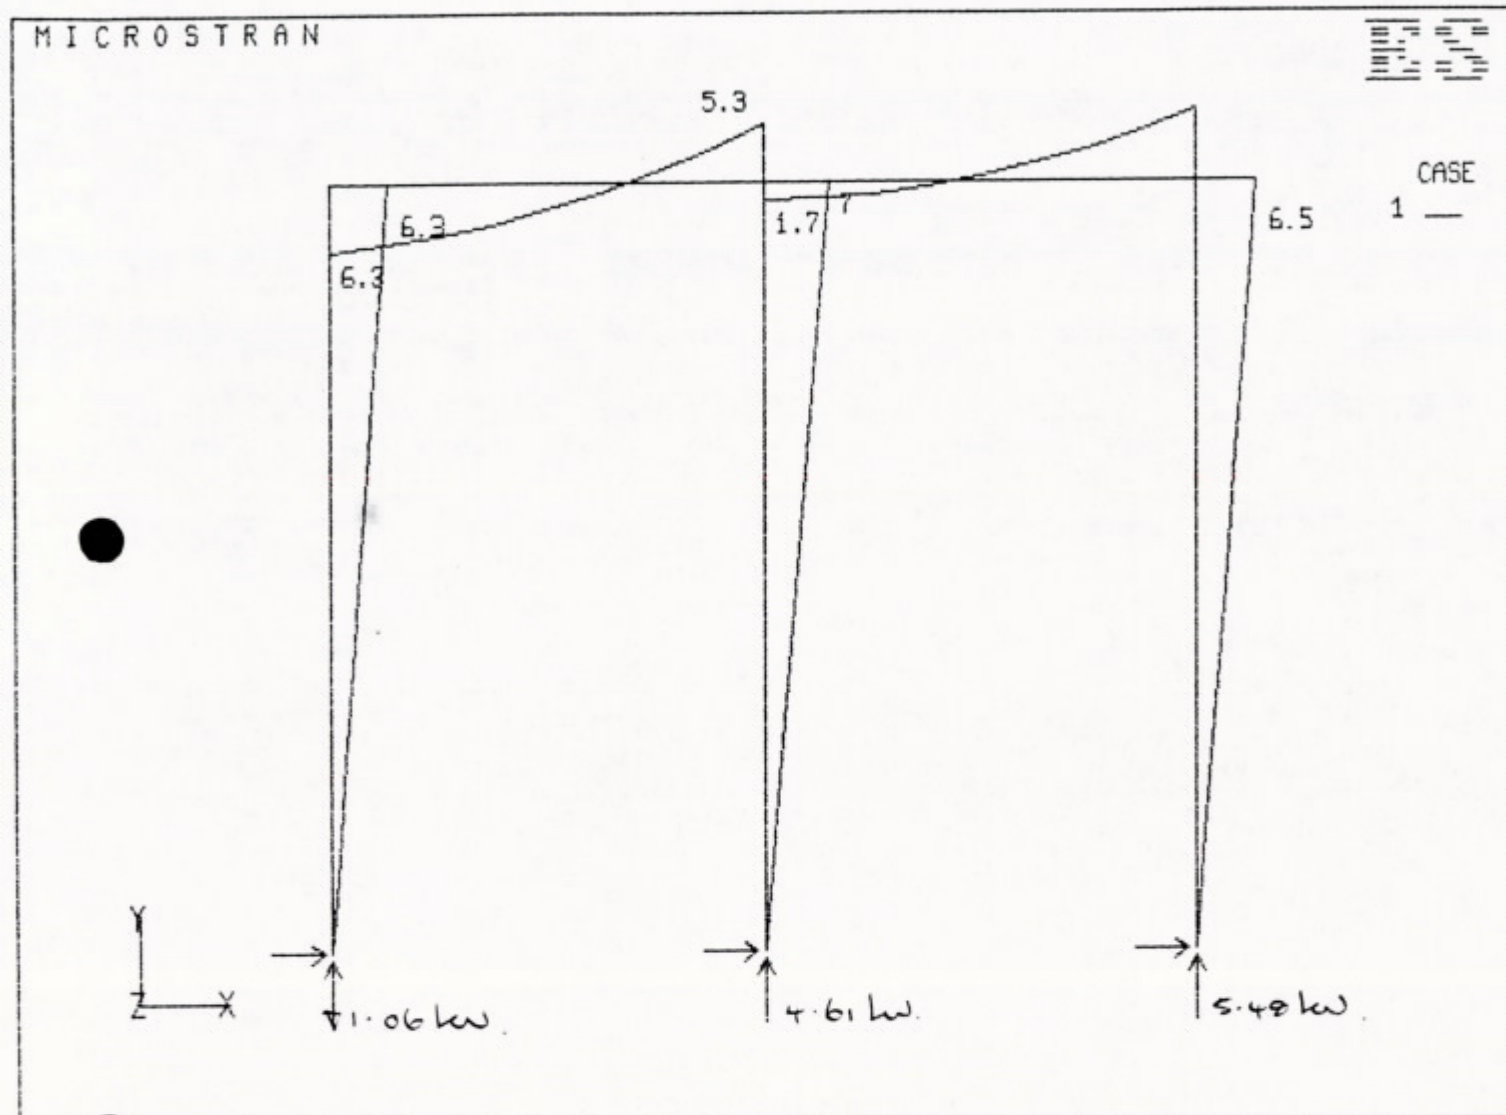 MICROSTRAN
ES
5.3
CASE
1
6.3
1.7
6.5
6.3
Y
Z X
1.06 kN.
4.61 kN.
5.48 kN.